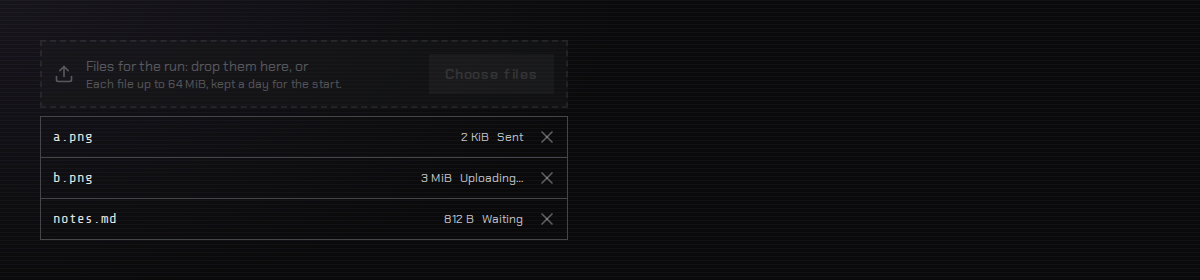 Files for the run: drop them here, or
Each file up to 64 MiB, kept a day for the start.
Choose files
a.png 2 KiB Sent
b.png 3 MiB Uploading…
notes.md 812 B Waiting